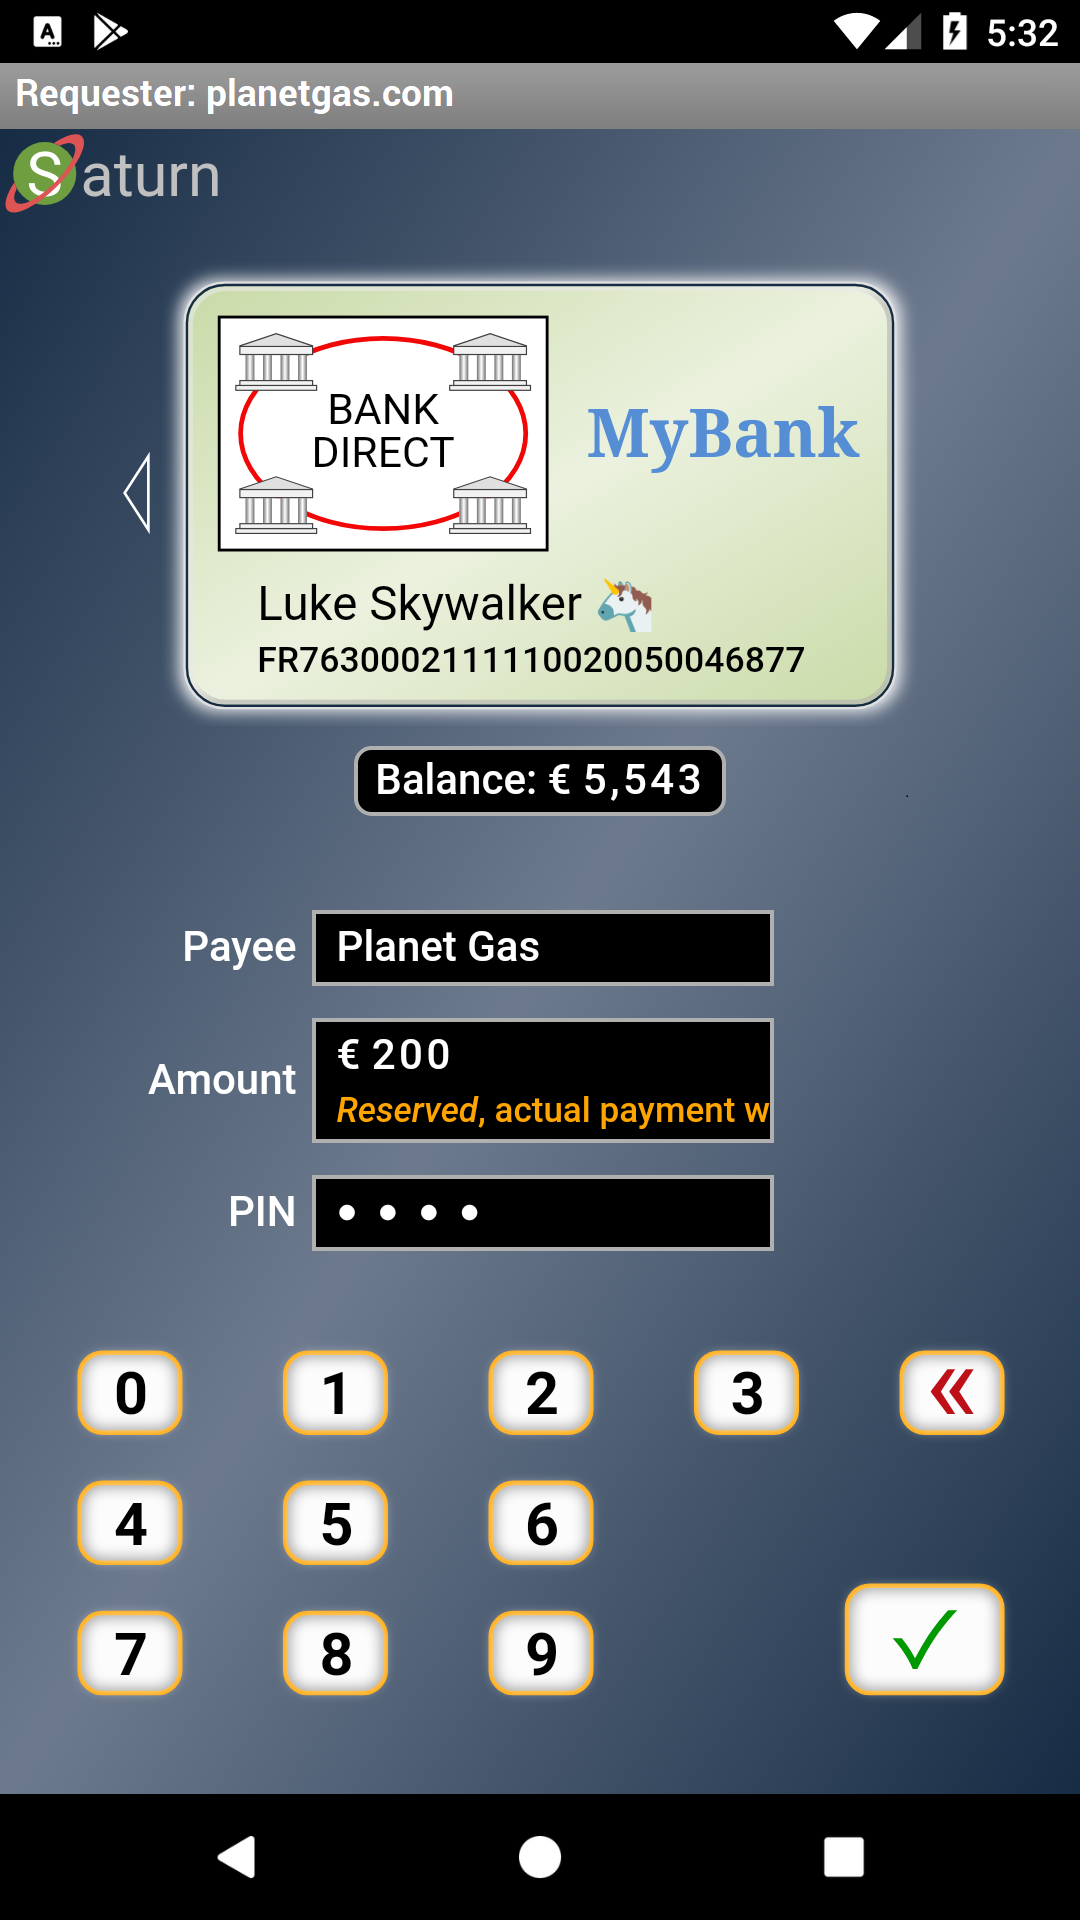 5:32
Requester: planetgas.com
Saturn
BANK
DIRECT
MyBank
Luke Skywalker 🦄
FR7630002111110020050046877
Balance: € 5,543
Payee
Planet Gas
Amount
€ 200
Reserved, actual payment w
PIN
• • • •
0 1 2 3 «
4 5 6
7 8 9 ✓